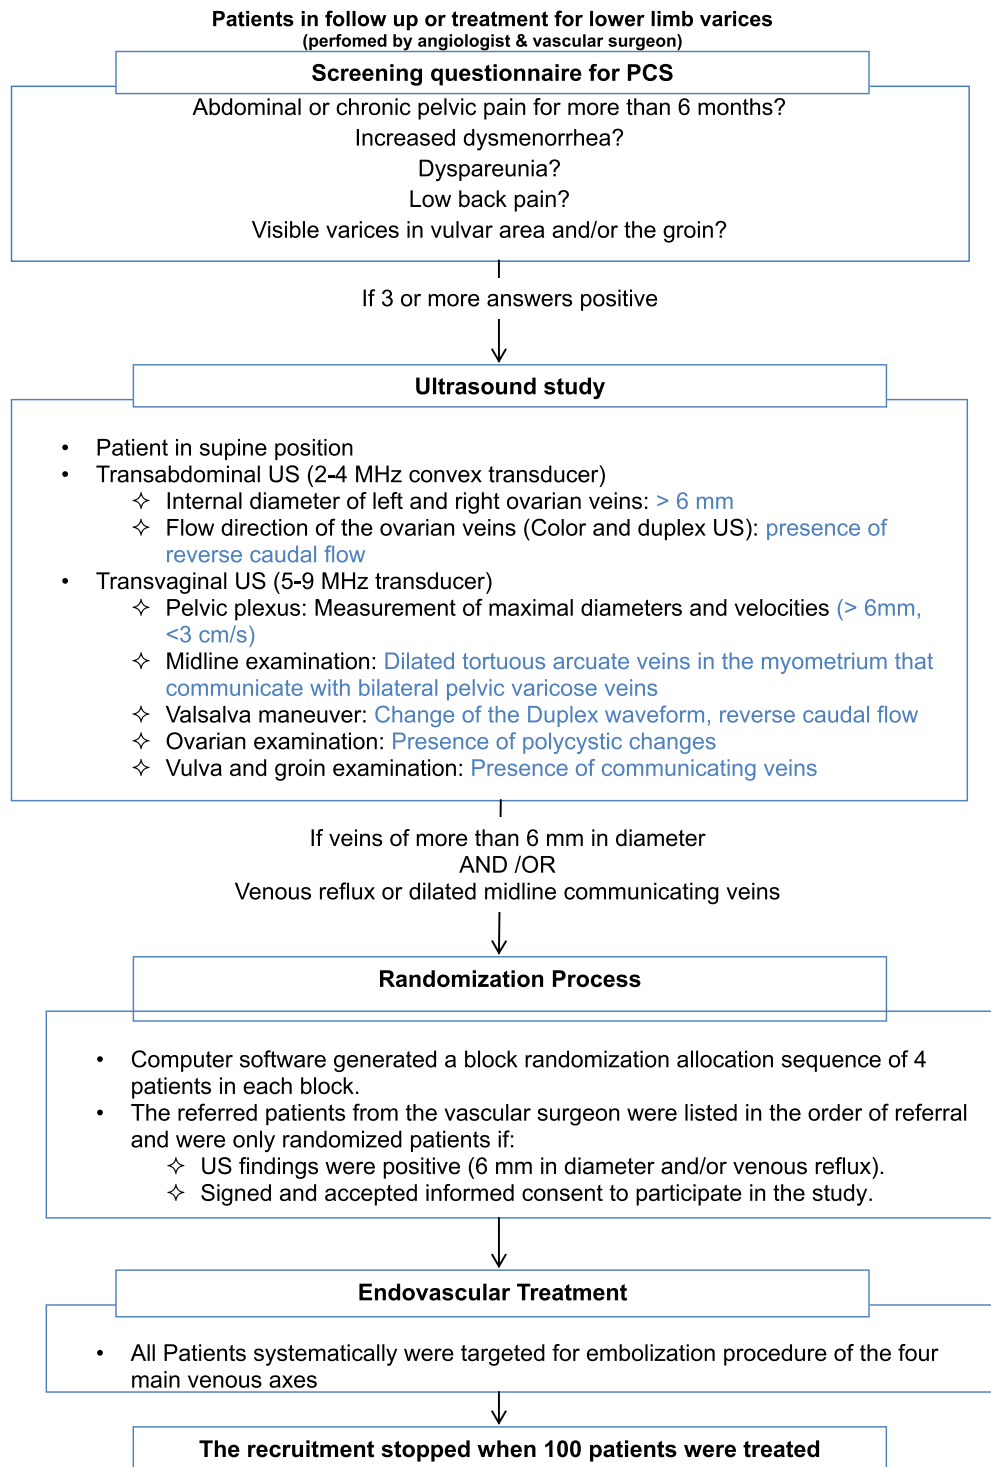 Patients in follow up or treatment for lower limb varices
(perfomed by angiologist & vascular surgeon)
Screening questionnaire for PCS
Abdominal or chronic pelvic pain for more than 6 months?
Increased dysmenorrhea?
Dyspareunia?
Low back pain?
Visible varices in vulvar area and/or the groin?
If 3 or more answers positive
Ultrasound study
• Patient in supine position
• Transabdominal US (2-4 MHz convex transducer)
✧ Internal diameter of left and right ovarian veins: > 6 mm
✧ Flow direction of the ovarian veins (Color and duplex US): presence of
reverse caudal flow
• Transvaginal US (5-9 MHz transducer)
✧ Pelvic plexus: Measurement of maximal diameters and velocities (> 6mm,
<3 cm/s)
✧ Midline examination: Dilated tortuous arcuate veins in the myometrium that
communicate with bilateral pelvic varicose veins
✧ Valsalva maneuver: Change of the Duplex waveform, reverse caudal flow
✧ Ovarian examination: Presence of polycystic changes
✧ Vulva and groin examination: Presence of communicating veins
If veins of more than 6 mm in diameter
AND /OR
Venous reflux or dilated midline communicating veins
Randomization Process
• Computer software generated a block randomization allocation sequence of 4
patients in each block.
• The referred patients from the vascular surgeon were listed in the order of referral
and were only randomized patients if:
✧ US findings were positive (6 mm in diameter and/or venous reflux).
✧ Signed and accepted informed consent to participate in the study.
Endovascular Treatment
• All Patients systematically were targeted for embolization procedure of the four
main venous axes
The recruitment stopped when 100 patients were treated